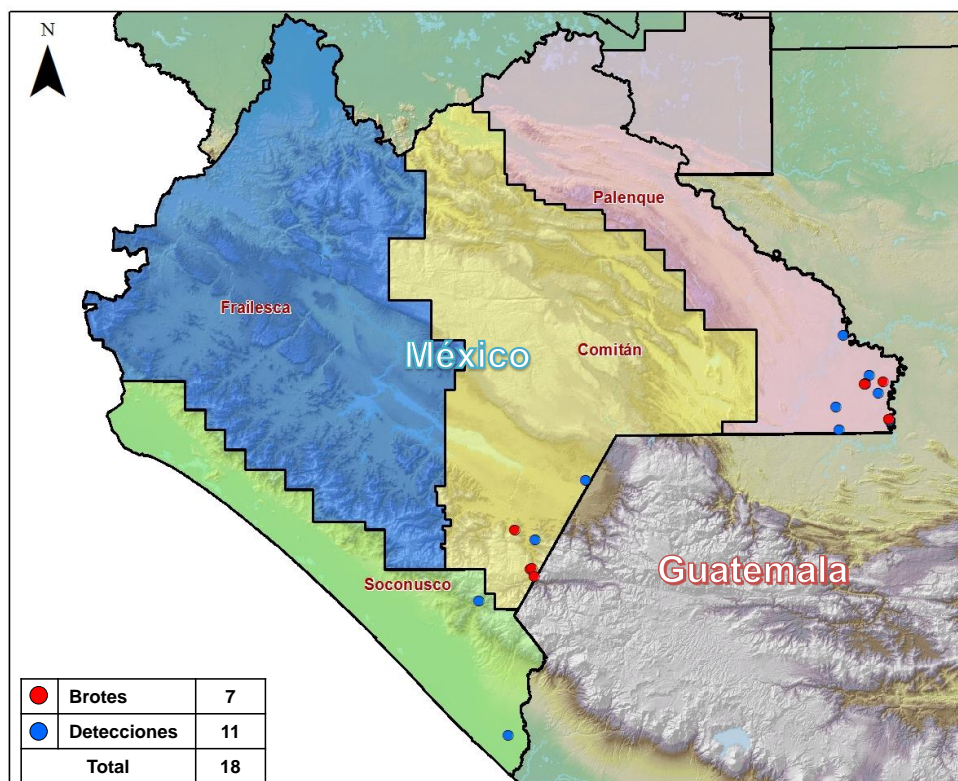 N
Palenque
Frailesca
México
Comitán
Guatemala
Soconusco
Brotes 7
Detecciones 11
Total 18